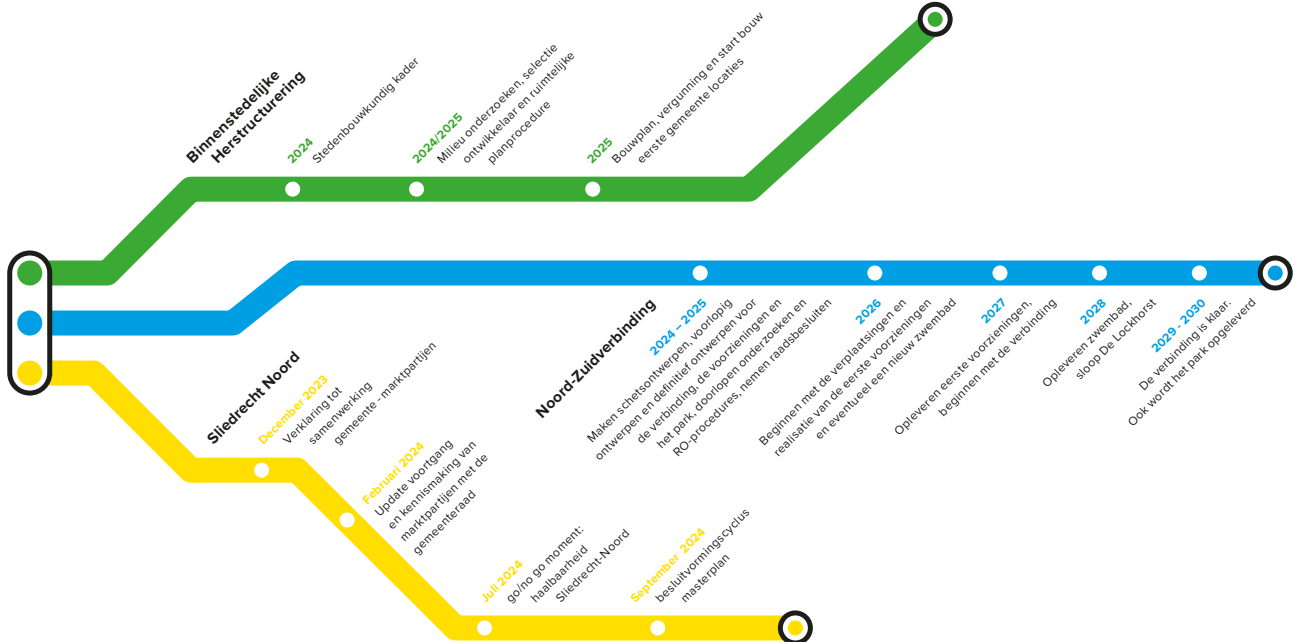 Binnenstedelijke
Herstructurering
2024
Stedenbouwkundig kader
2024/2025
Milieu onderzoeken, selectie
ontwikkelaar en ruimtelijke
planprocedure
2025
Bouwplan, vergunning en start bouw
eerste gemeente locaties
Noord-Zuidverbinding
2024 – 2025
Maken schetsontwerpen, voorlopig
ontwerpen en definitief ontwerpen voor
de verbinding, de voorzieningen en
het park, doorlopen onderzoeken en
RO-procedures, nemen raadsbesluiten
2026
Beginnen met de verplaatsingen en
realisatie van de eerste voorzieningen
en eventueel een nieuw zwembad
2027
Opleveren eerste voorzieningen,
beginnen met de verbinding
2028
Opleveren zwembad,
sloop De Lockhorst
2029 - 2030
De verbinding is klaar.
Ook wordt het park opgeleverd
Sliedrecht Noord
December 2023
Verklaring tot
samenwerking
gemeente - marktpartijen
Februari 2024
Update voortgang
en kennismaking van
marktpartijen met de
gemeenteraad
Juli 2024
go/no go moment:
haalbaarheid
Sliedrecht-Noord
September 2024
besluitvormingscyclus
masterplan